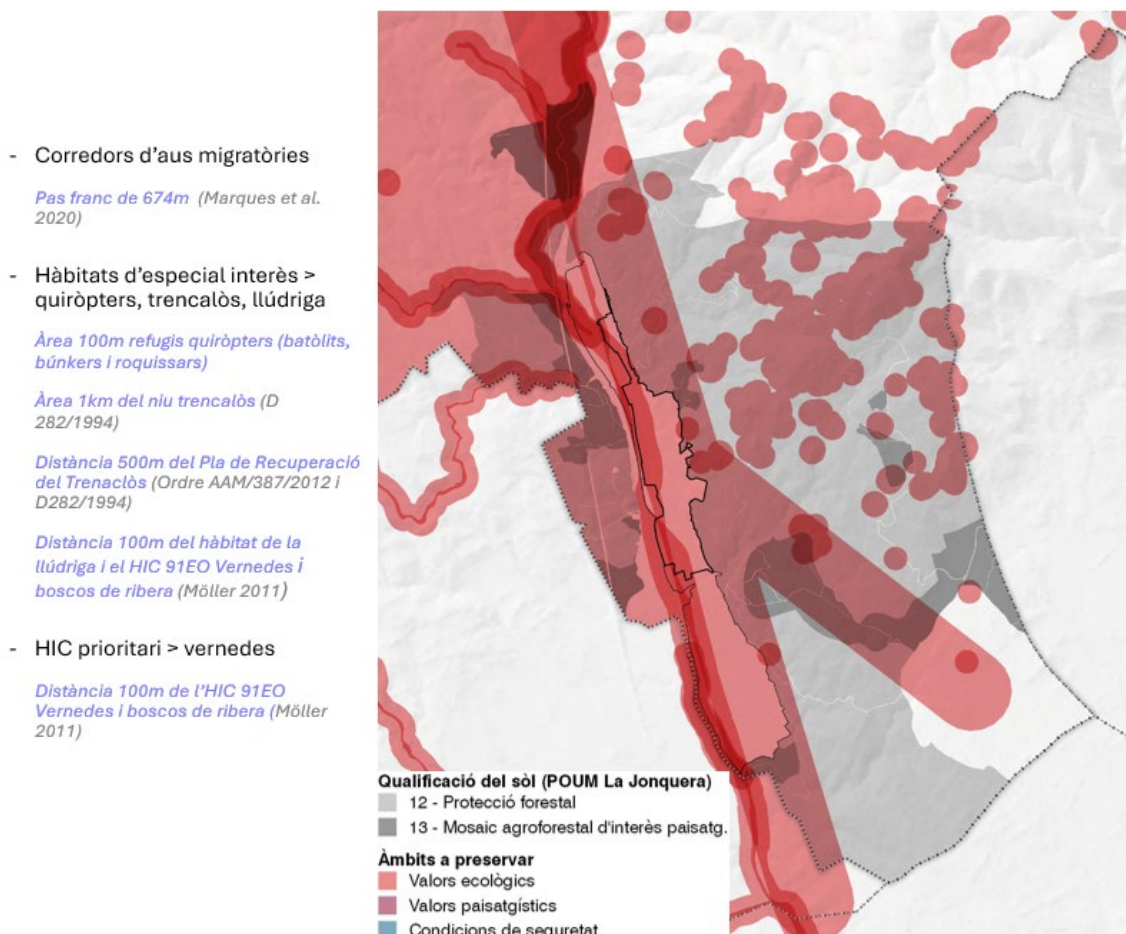 - Corredors d'aus migratòries
Pas franc de 674m (Marques et al.
2020)
- Hàbitats d'especial interès >
quiròpters, trencalòs, llúdriga
Àrea 100m refugis quiròpters (batòlits,
búnkers i roquissars)
Àrea 1km del niu trencalòs (D
282/1994)
Distància 500m del Pla de Recuperació
del Trenaclòs (Ordre AAM/387/2012 i
D282/1994)
Distància 100m del hàbitat de la
llúdriga i el HIC 91EO Vernedes i
boscos de ribera (Möller 2011)
- HIC prioritari > vernedes
Distància 100m de l'HIC 91EO
Vernedes i boscos de ribera (Möller
2011)
Qualificació del sòl (POUM La Jonquera)
12 - Protecció forestal
13 - Mosaic agroforestal d'interès paisatg.
Àmbits a preservar
Valors ecològics
Valors paisatgístics
Condicions de seguretat